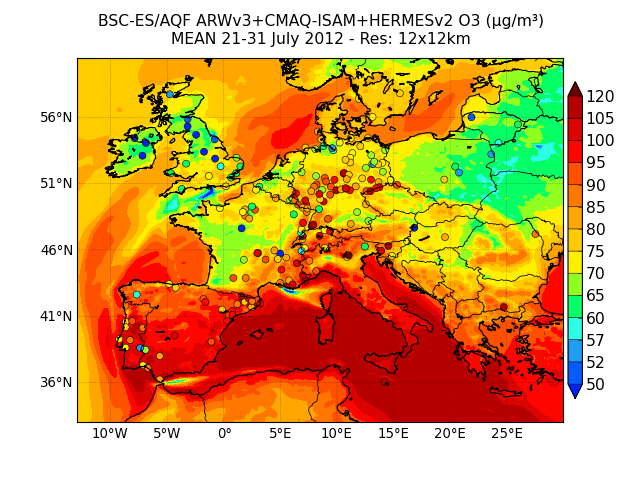 BSC-ES/AQF ARWv3+CMAQ-ISAM+HERMESv2 O3 (µg/m³)
MEAN 21-31 July 2012 - Res: 12x12km
120
105
100
95
90
85
80
75
70
65
60
57
52
50
56°N
51°N
46°N
41°N
36°N
10°W 5°W 0° 5°E 10°E 15°E 20°E 25°E